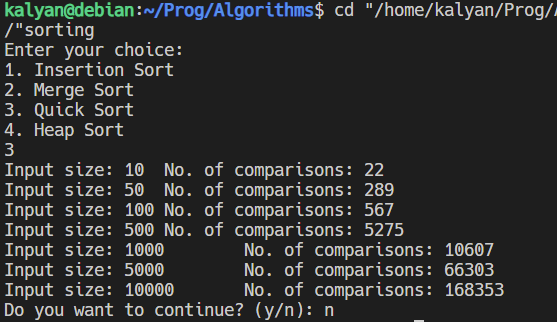 kalyan@debian:~/Prog/Algorithms$ cd "/home/kalyan/Prog/
/"sorting
Enter your choice:
1. Insertion Sort
2. Merge Sort
3. Quick Sort
4. Heap Sort
3
Input size: 10  No. of comparisons: 22
Input size: 50  No. of comparisons: 289
Input size: 100 No. of comparisons: 567
Input size: 500 No. of comparisons: 5275
Input size: 1000        No. of comparisons: 10607
Input size: 5000        No. of comparisons: 66303
Input size: 10000       No. of comparisons: 168353
Do you want to continue? (y/n): n